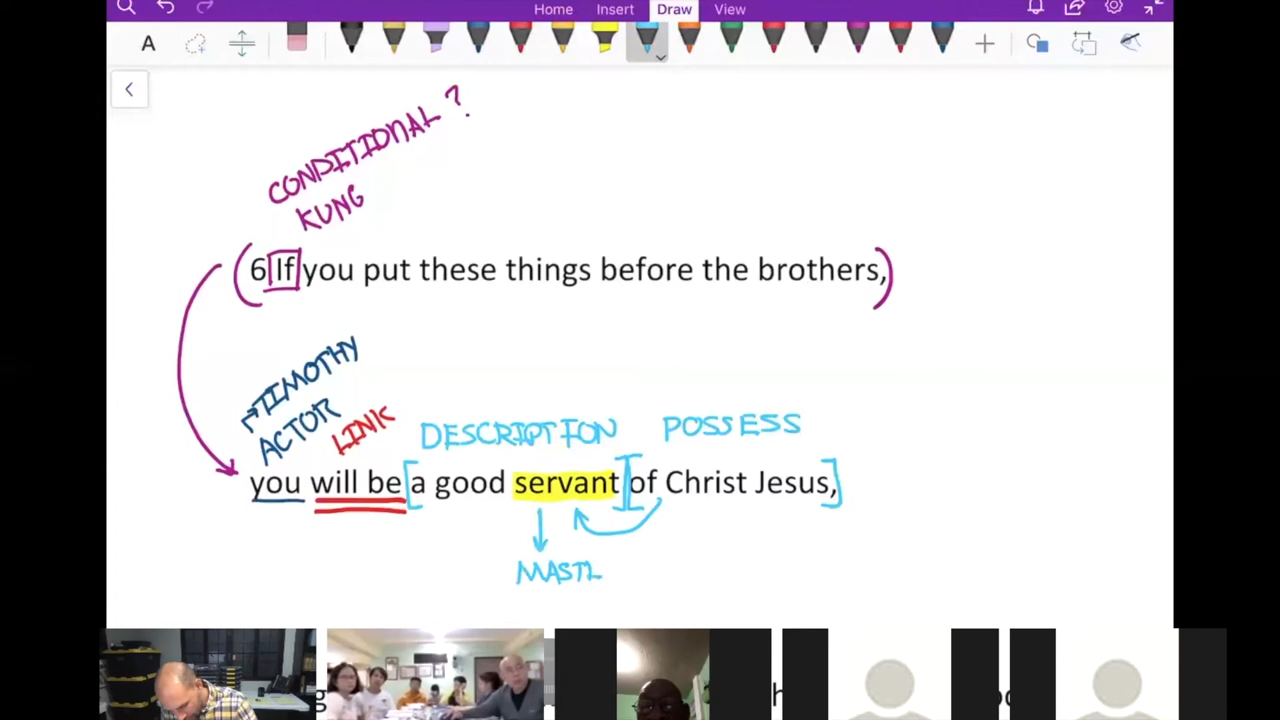 Home Insert Draw View
A
CONDITIONAL ?
KUNG
6 If you put these things before the brothers,
TIMOTHY
ACTOR LINK DESCRIPTION POSSESS
you will be a good servant of Christ Jesus,